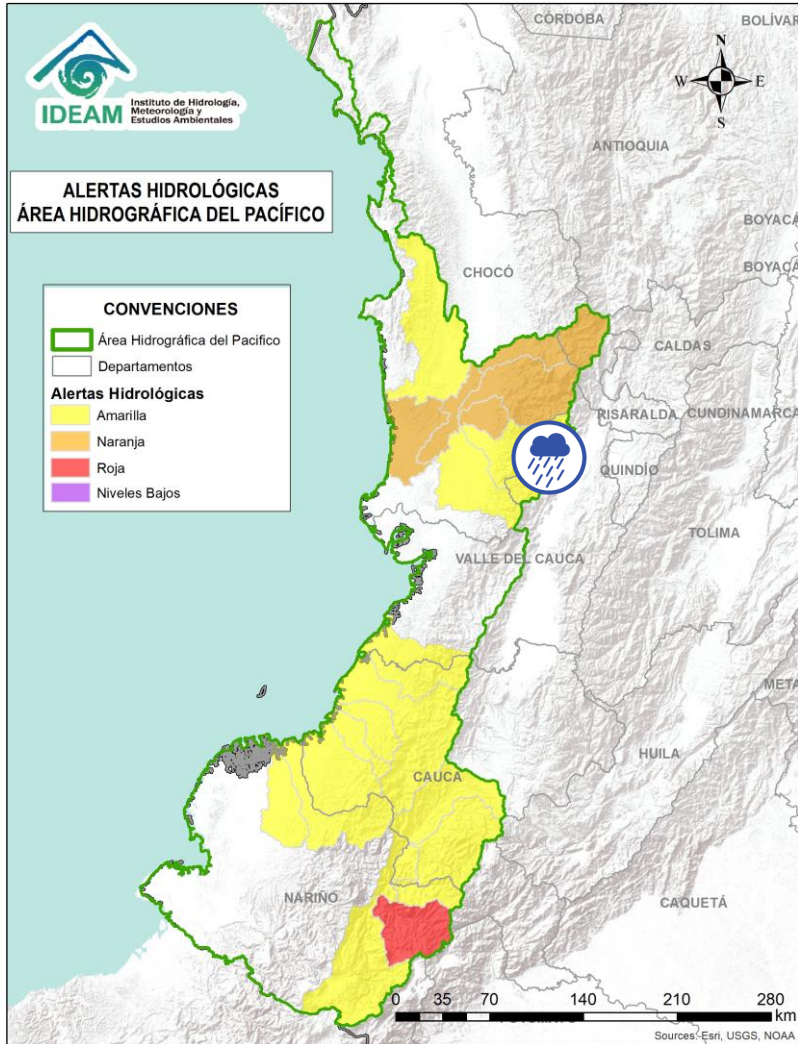 IDEAM
Instituto de Hidrología,
Meteorología y
Estudios Ambientales
ALERTAS HIDROLÓGICAS
ÁREA HIDROGRÁFICA DEL PACÍFICO
CONVENCIONES
Área Hidrográfica del Pacifico
Departamentos
Alertas Hidrológicas
Amarilla
Naranja
Roja
Niveles Bajos
N
W
E
S
CÓRDOBA
BOLÍVAR
ANTIOQUIA
BOYACÁ
CHOCÓ
BOYACÁ
CALDAS
RISARALDA
CUNDINAMARCA
QUINDÍO
TOLIMA
VALLE DEL CAUCA
META
HUILA
CAUCA
NARIÑO
CAQUETÁ
0 35 70 140 210 280
km
Sources: Esri, USGS, NOAA